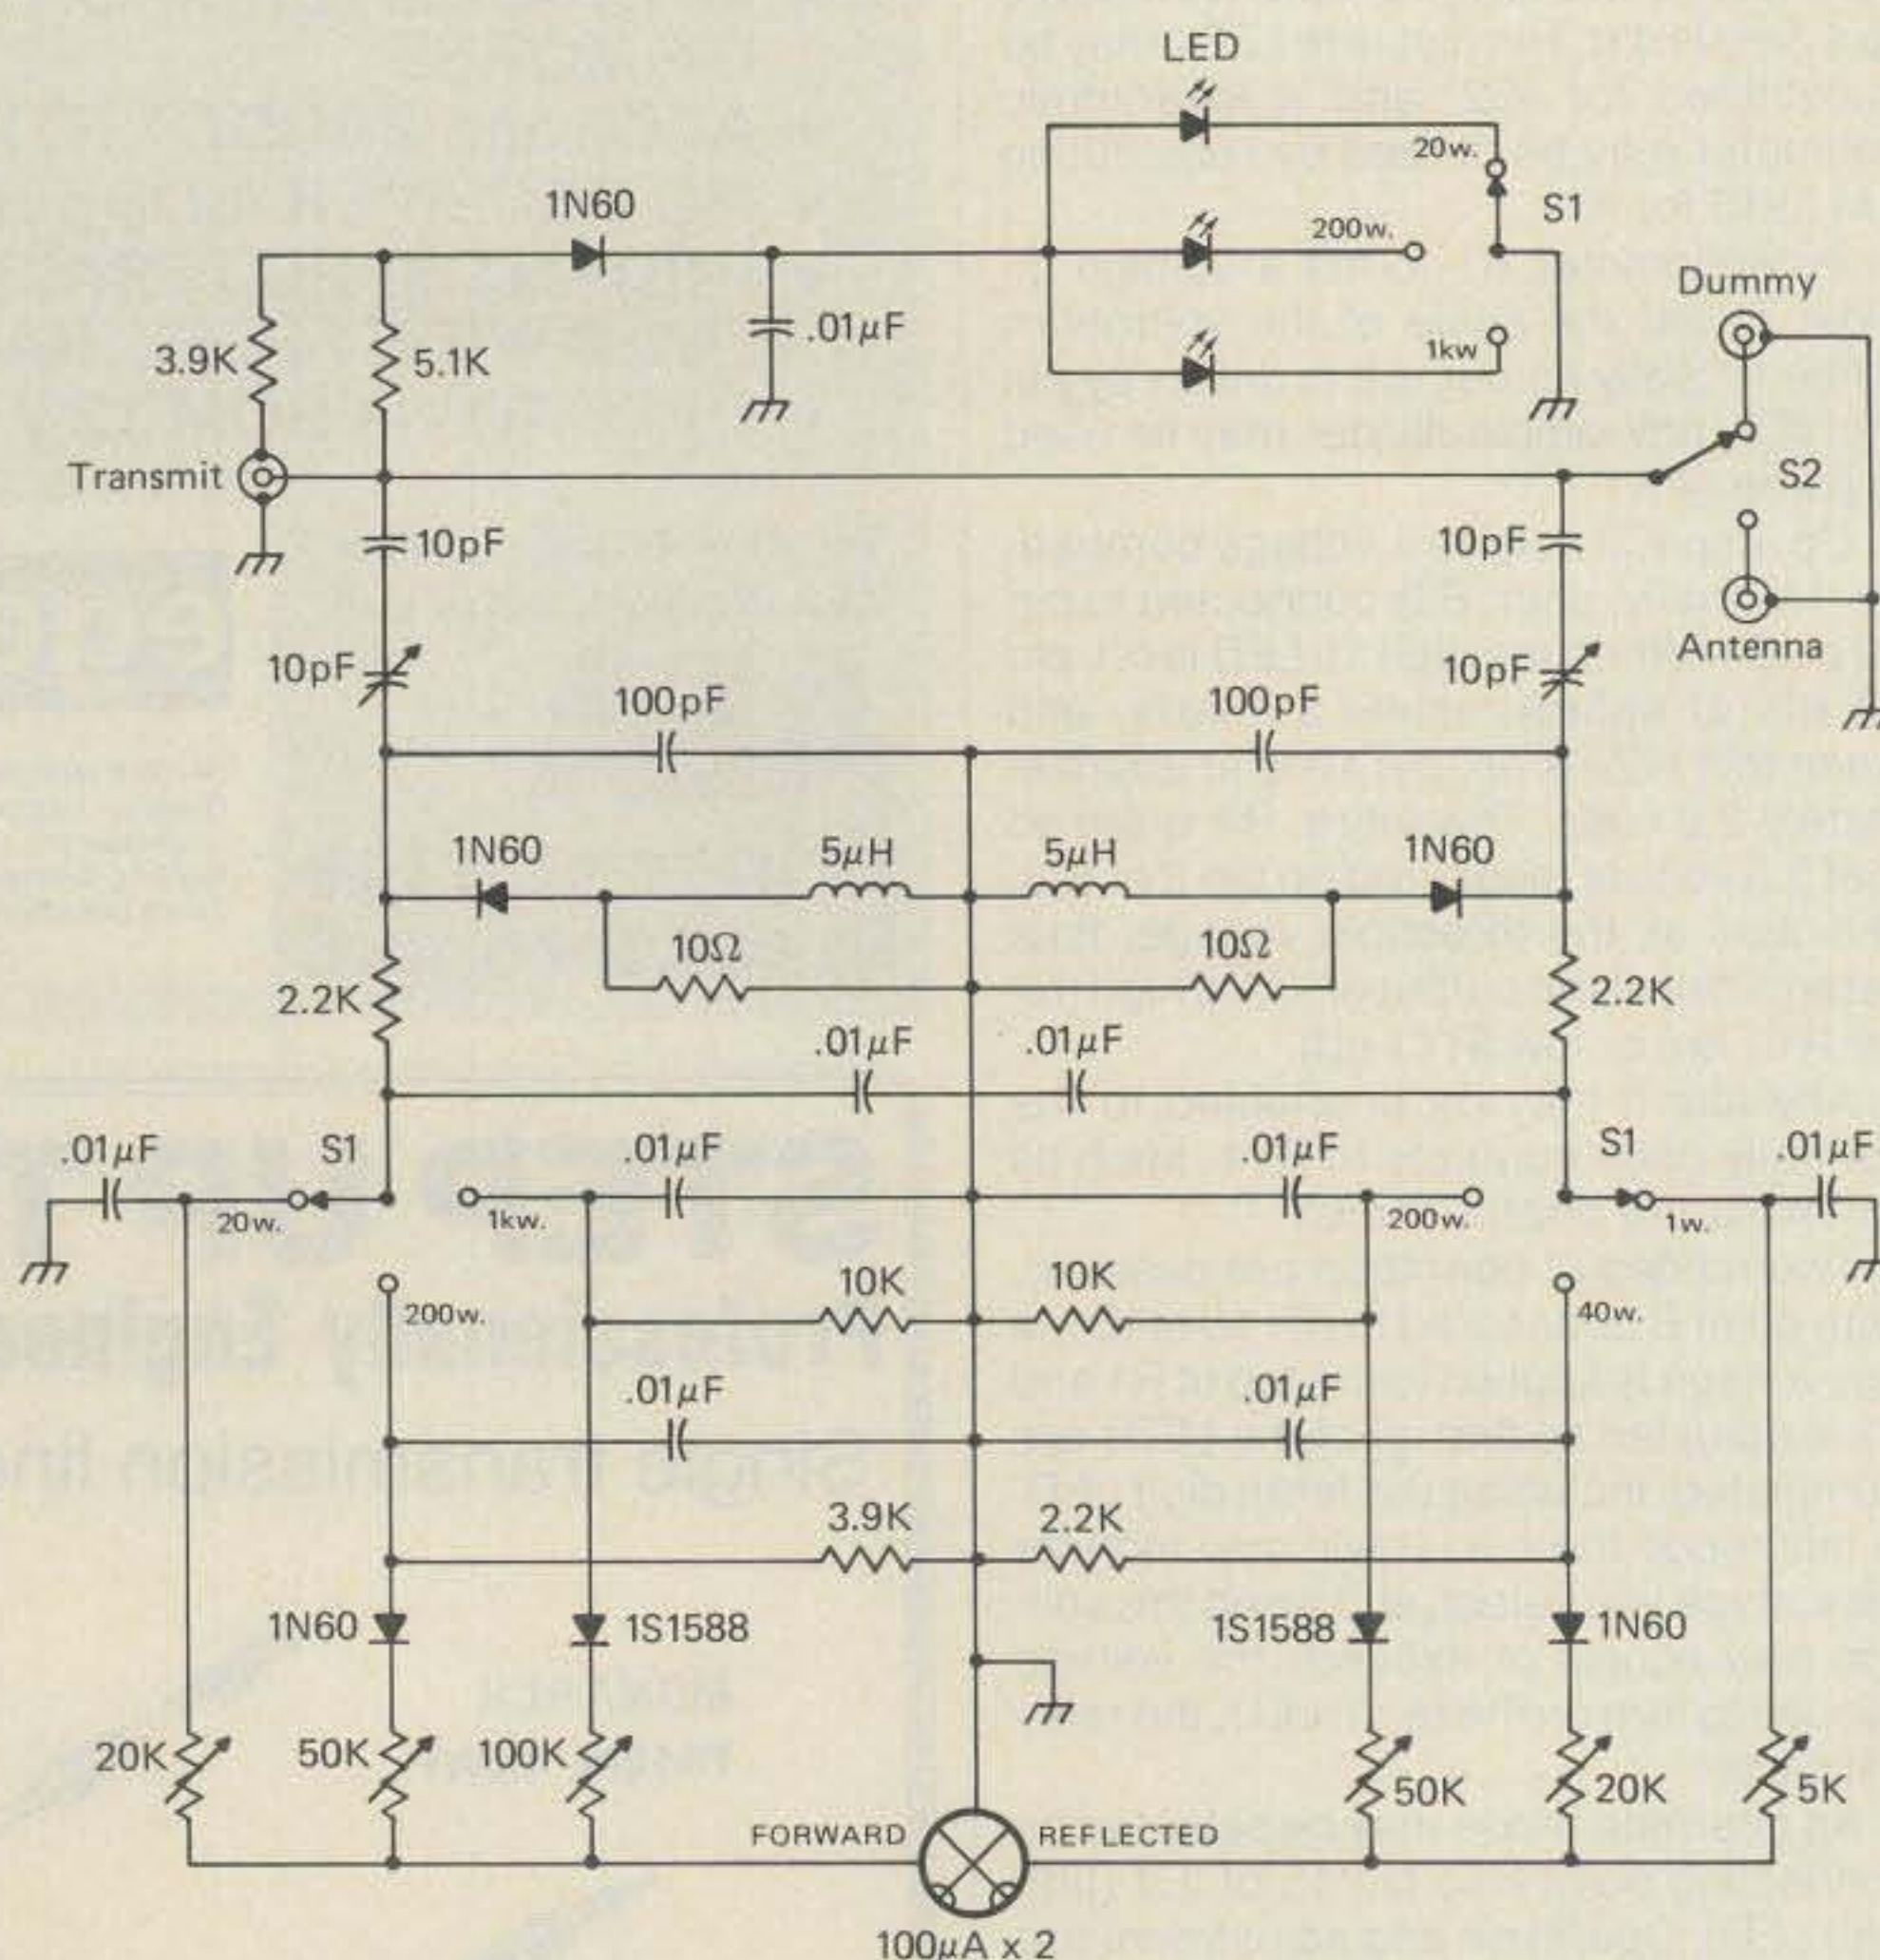 LED
20w.
1N60
S1
200w.
Dummy
.01µF
3.9K
5.1K
1kw
Transmit
S2
10pF
10pF
10pF
10pF
Antenna
100pF
100pF
1N60
5µH
5µH
1N60
10Ω
10Ω
2.2K
2.2K
.01µF
.01µF
.01µF
S1
.01µF
.01µF
S1
.01µF
20w.
1kw.
200w.
1w.
10K
10K
200w.
40w.
.01µF
.01µF
3.9K
2.2K
1N60
1S1588
1S1588
1N60
20K
50K
100K
50K
20K
5K
FORWARD
REFLECTED
100µA x 2